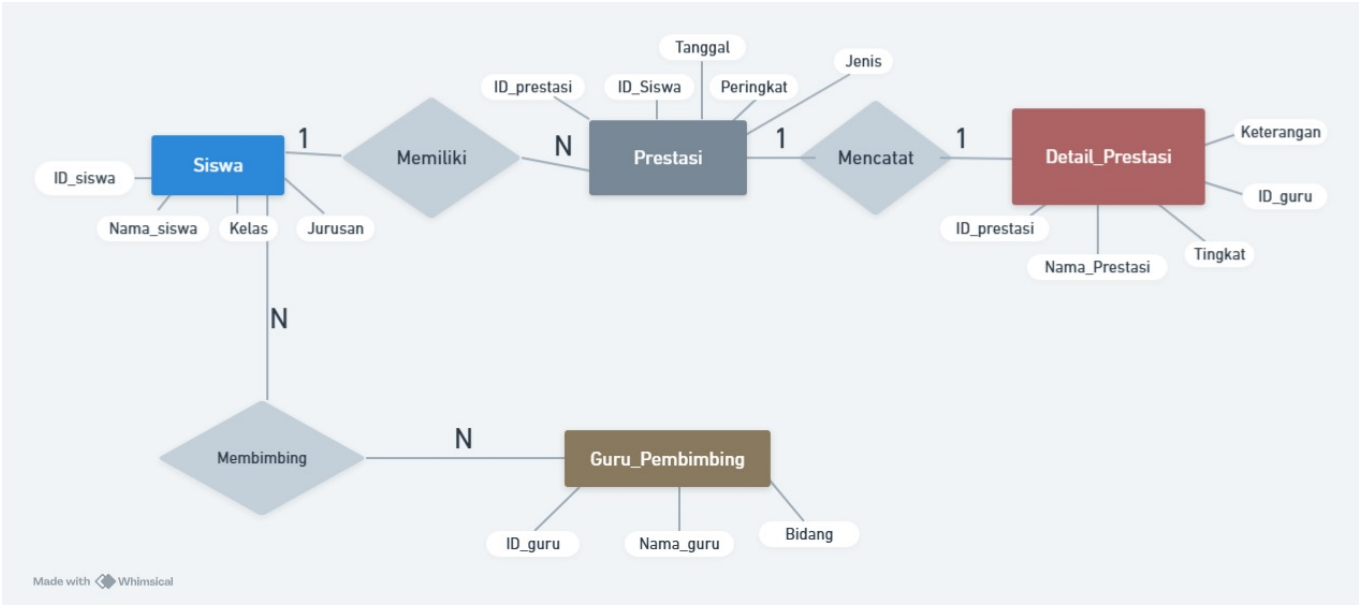 Tanggal
Jenis
ID_prestasi
ID_Siswa
Peringkat
1
Memiliki
N
Prestasi
1
Mencatat
1
Detail_Prestasi
Keterangan
Siswa
ID_siswa
Nama_siswa
Kelas
Jurusan
ID_guru
ID_prestasi
Nama_Prestasi
Tingkat
N
Membimbing
N
Guru_Pembimbing
ID_guru
Nama_guru
Bidang
Made with Whimsical